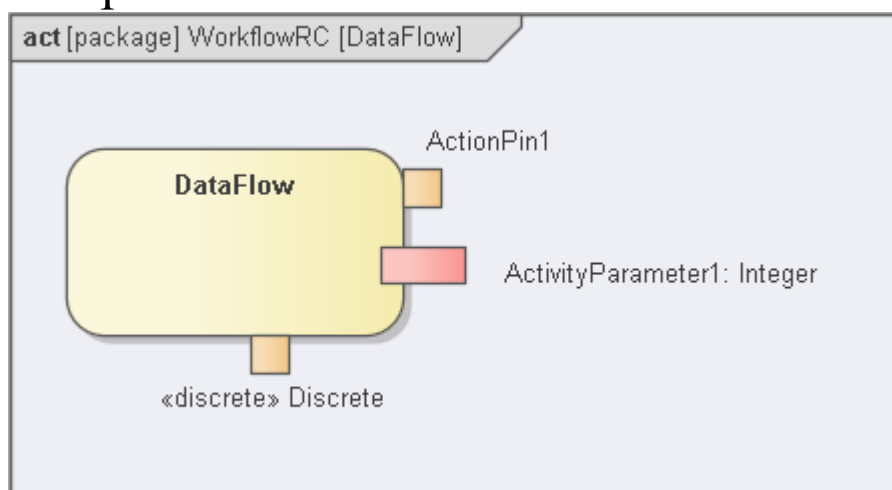 act [package] WorkflowRC [DataFlow]
ActionPin1
DataFlow
ActivityParameter1: Integer
«discrete» Discrete